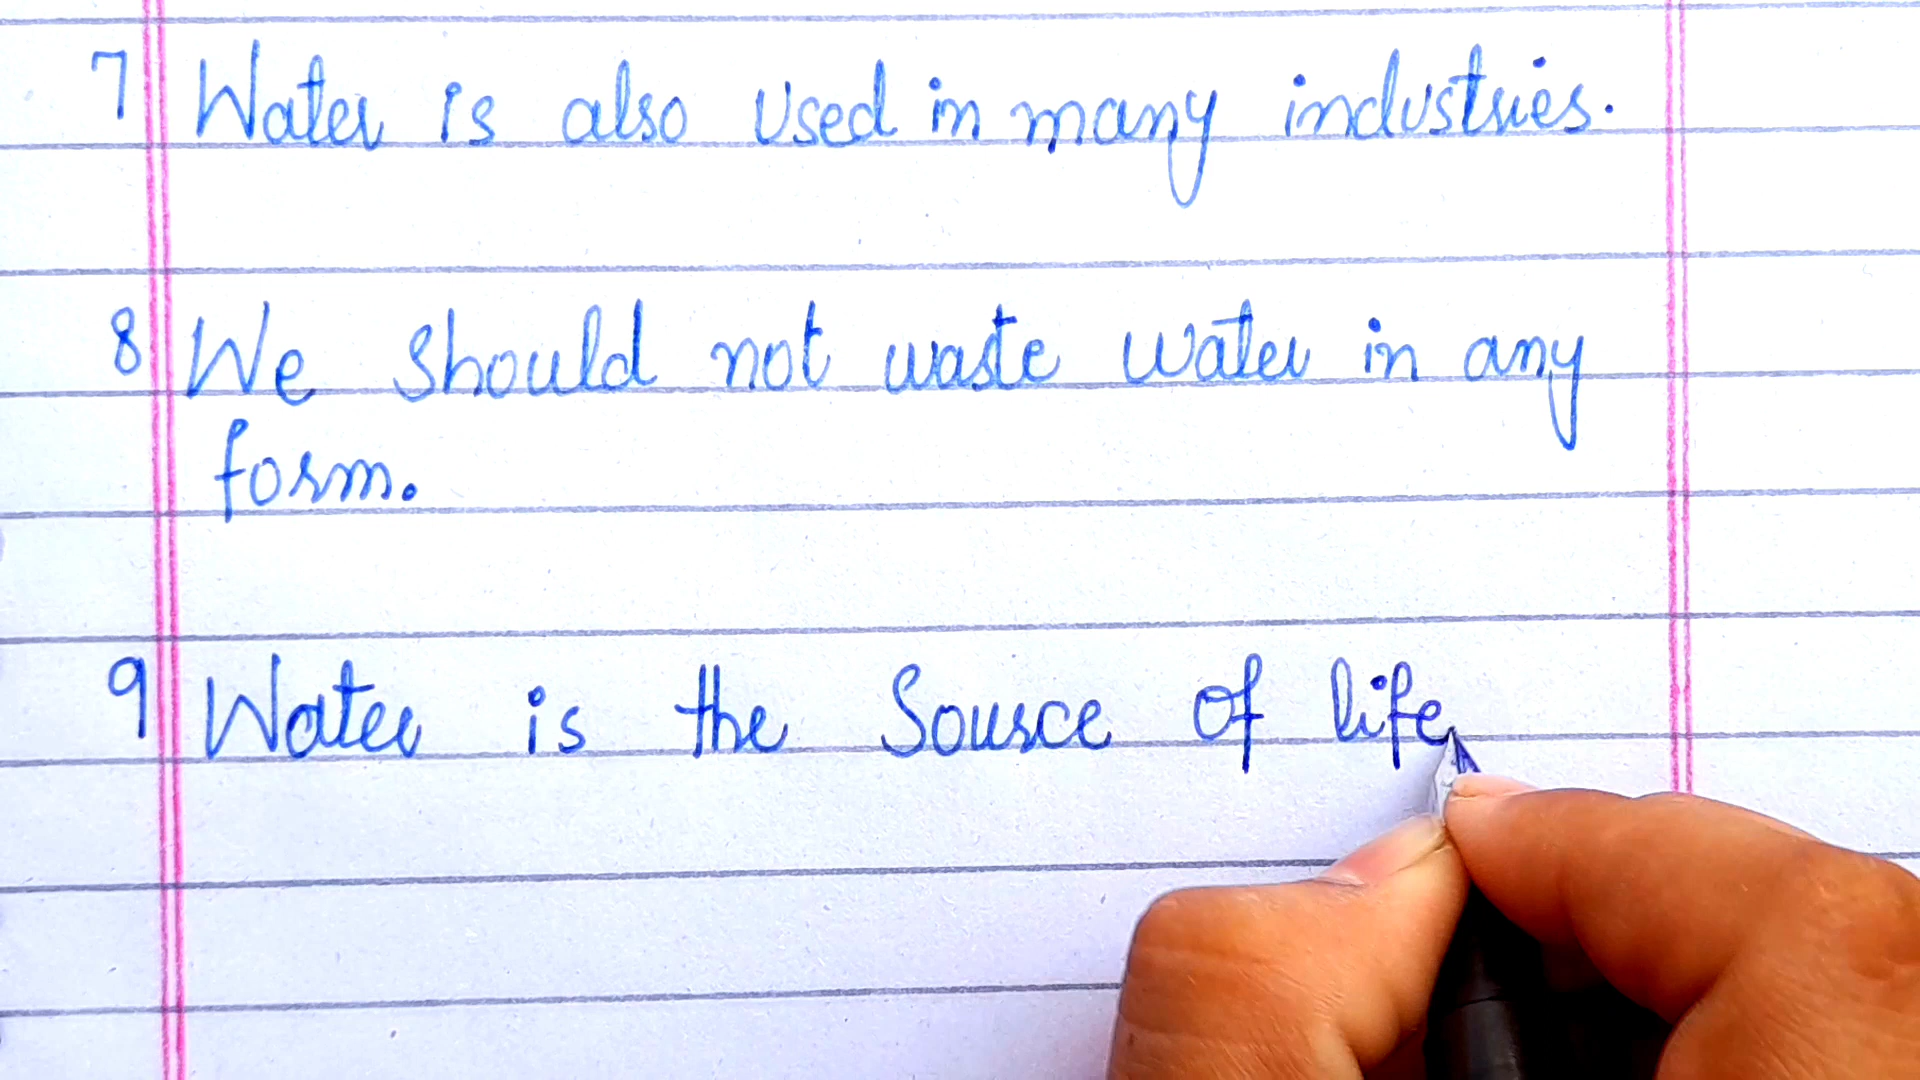 7 Water is also used in many industries.
8 We should not waste water in any
form.
9 Water is the Source of life